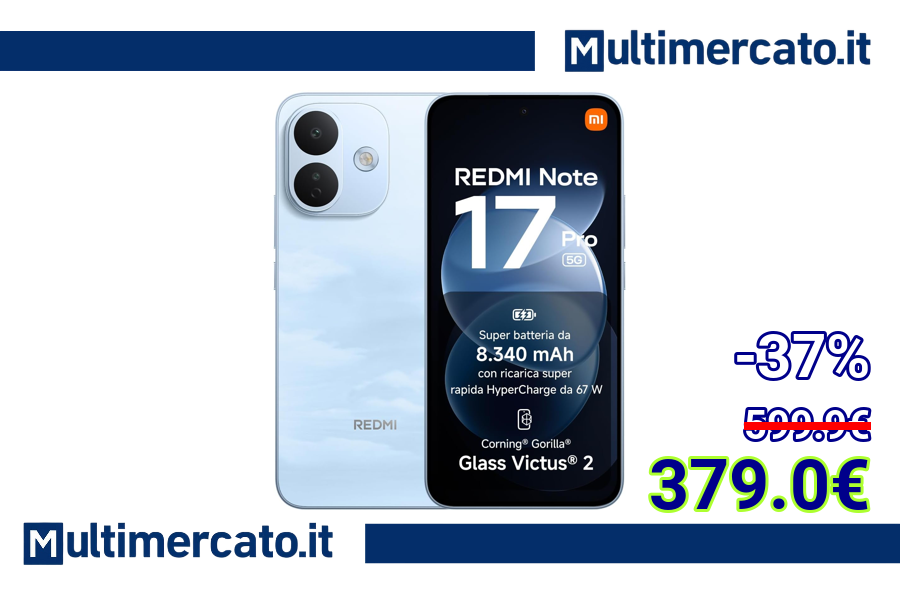 Multimercato.it
mi
REDMI Note
17
Pro
5G
Super batteria da
8.340 mAh
con ricarica super
rapida HyperCharge da 67 W
Corning® Gorilla®
Glass Victus® 2
REDMI
-37%
599.9€
379.0€
Multimercato.it